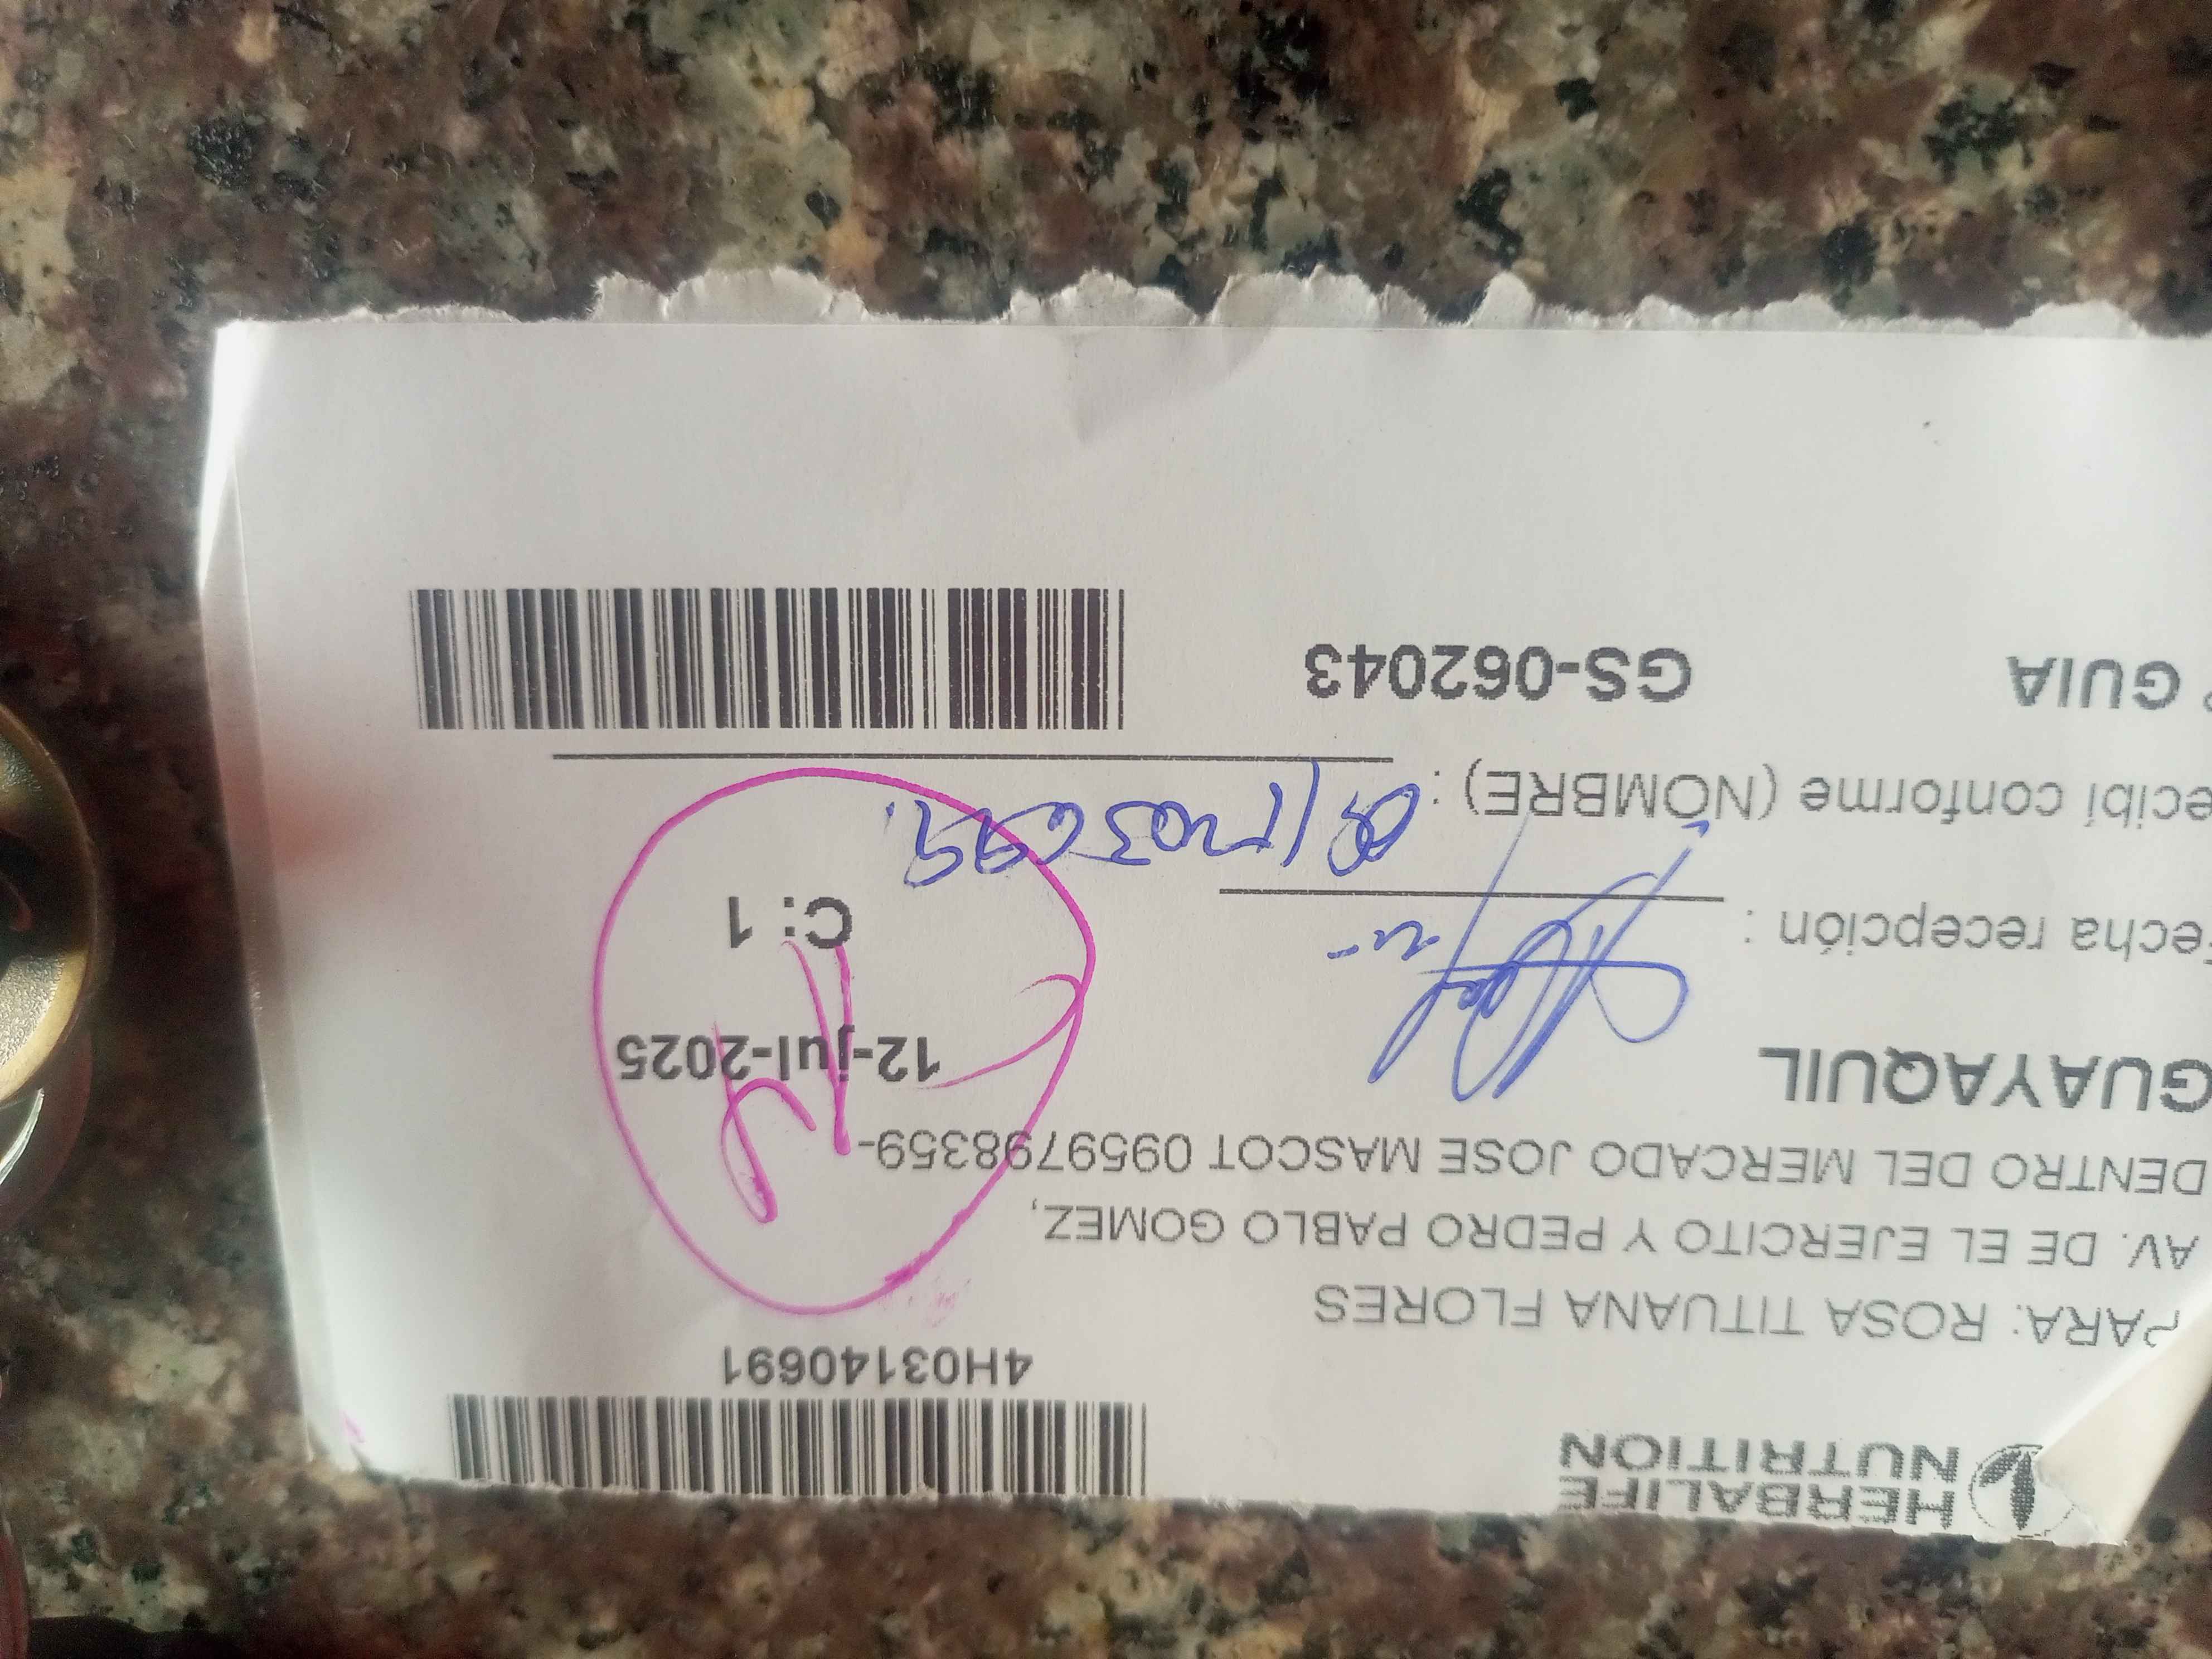 HERBALIFE
NUTRITION
4H03140691
PARA: ROSA TITUANA FLORES
AV. DE EL EJERCITO Y PEDRO PABLO GOMEZ,
DENTRO DEL MERCADO JOSE MASCOT 0959798359-
GUAYAQUIL
12-jul-2025
echa recepción :
C: 1
ecibí conforme (NOMBRE) :
GUIA GS-062043